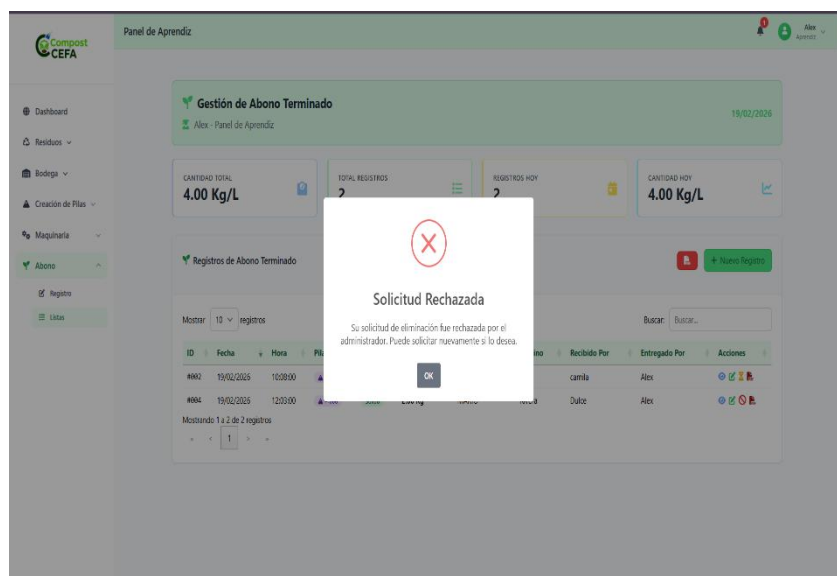 Compost
CEFA
Panel de Aprendiz
Alex
Aprendiz
Dashboard
Residuos
Bodega
Creación de Pilas
Maquinaria
Abono
Registro
Listas
Gestión de Abono Terminado
Alex - Panel de Aprendiz
19/02/2026
CANTIDAD TOTAL
4.00 Kg/L
TOTAL REGISTROS
2
REGISTROS HOY
2
CANTIDAD HOY
4.00 Kg/L
Registros de Abono Terminado
+ Nuevo Registro
Solicitud Rechazada
Su solicitud de eliminación fue rechazada por el
administrador. Puede solicitar nuevamente si lo desea.
OK
Mostrar 10 registros
Buscar: Buscar...
ID Fecha Hora Recibido Por Entregado Por Acciones
#002 19/02/2026 10:08:00 camila Alex
#004 19/02/2026 12:03:00 Dulce Alex
Mostrando 1 a 2 de 2 registros
« ‹ 1 › »